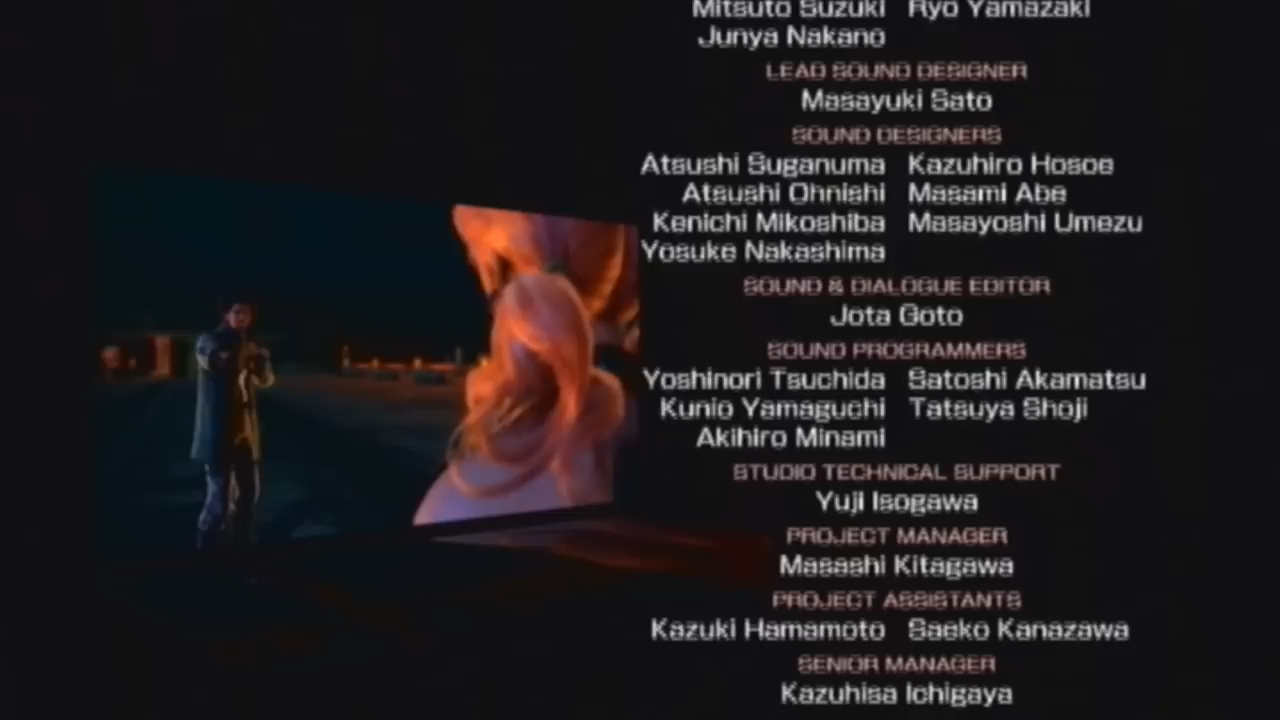 Mitsuto Suzuki Ryo Yamazaki
Junya Nakano
LEAD SOUND DESIGNER
Masayuki Sato
SOUND DESIGNERS
Atsushi Suganuma Kazuhiro Hosoe
Atsushi Ohnishi Masami Abe
Kenichi Mikoshiba Masayoshi Umezu
Yosuke Nakashima
SOUND & DIALOGUE EDITOR
Jota Goto
SOUND PROGRAMMERS
Yoshinori Tsuchida Satoshi Akamatsu
Kunio Yamaguchi Tatsuya Shoji
Akihiro Minami
STUDIO TECHNICAL SUPPORT
Yuji Isogawa
PROJECT MANAGER
Masashi Kitagawa
PROJECT ASSISTANTS
Kazuki Hamamoto Saeko Kanazawa
SENIOR MANAGER
Kazuhisa Ichigaya